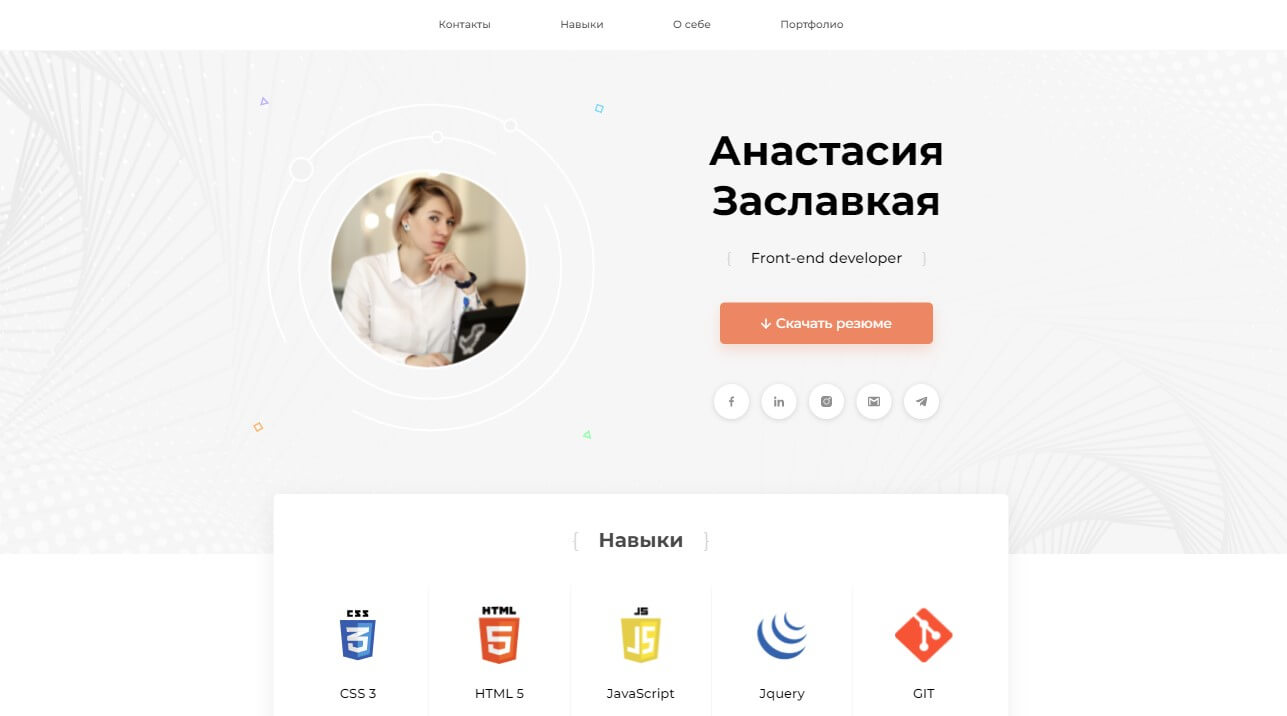 Контакты Навыки О себе Портфолио
Анастасия
Заславкая
{ Front-end developer }
↓ Скачать резюме
{ Навыки }
CSS HTML JS
3 5 JS
CSS 3 HTML 5 JavaScript Jquery GIT